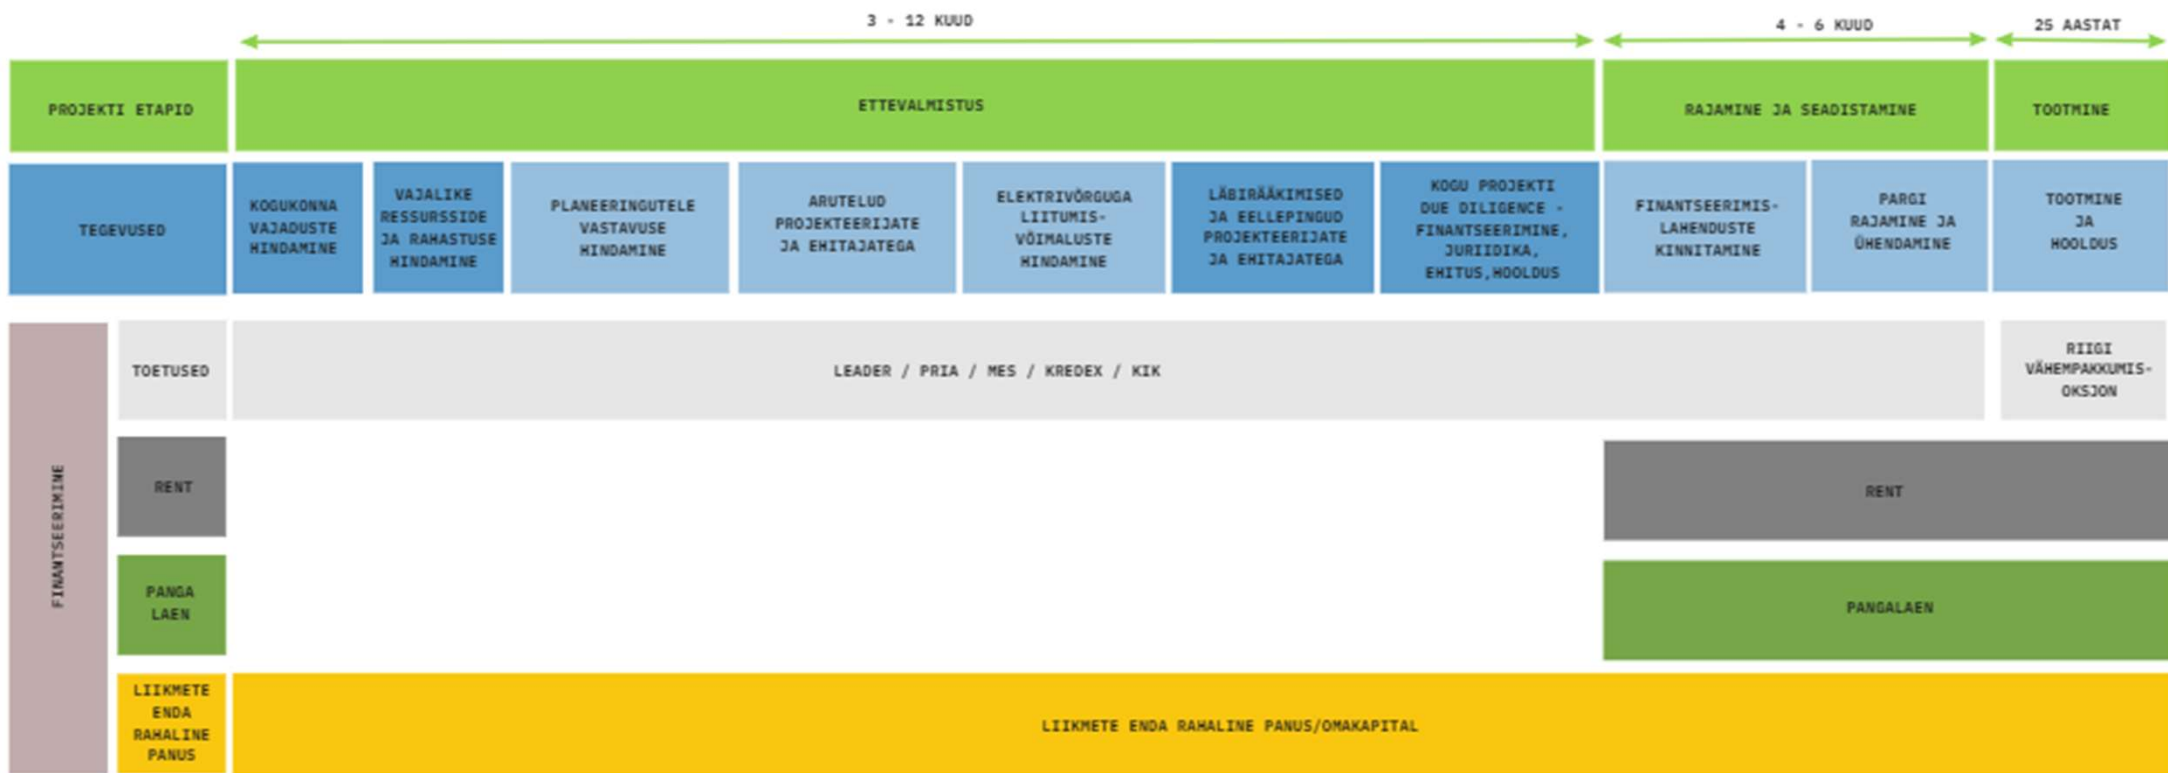 3 - 12 KUUD
4 - 6 KUUD
25 AASTAT
PROJEKTI ETAPID
ETTEVALMISTUS
RAJAMINE JA SEADISTAMINE
TOOTMINE
TEGEVUSED
KOGUKONNA
VAJADUSTE
HINDAMINE
VAJALIKE
RESSURSSIDE
JA RAHASTUSE
HINDAMINE
PLANEERINGUTELE
VASTAVUSE
HINDAMINE
ARUTELUD
PROJEKTEERIJATE
JA EHITAJATEGA
ELEKTRIVÕRGUGA
LIITUMIS-
VÕIMALUSTE
HINDAMINE
LÄBIRÄÄKIMISED
JA EELLEPINGUD
PROJEKTEERIJATE
JA EHITAJATEGA
KOGU PROJEKTI
DUE DILIGENCE -
FINANTSEERIMINE,
JURIIDIKA,
EHITUS,HOOLDUS
FINANTSEERIMIS-
LAHENDUSTE
KINNITAMINE
PARGI
RAJAMINE JA
ÜHENDAMINE
TOOTMINE
JA
HOOLDUS
FINANTSEERIMINE
TOETUSED
LEADER / PRIA / MES / KREDEX / KIK
RIIGI
VÄHEMPAKKUMIS-
OKSJON
RENT
RENT
PANGA
LAEN
PANGALAEN
LIIKMETE
ENDA
RAHALINE
PANUS
LIIKMETE ENDA RAHALINE PANUS/OMAKAPITAL